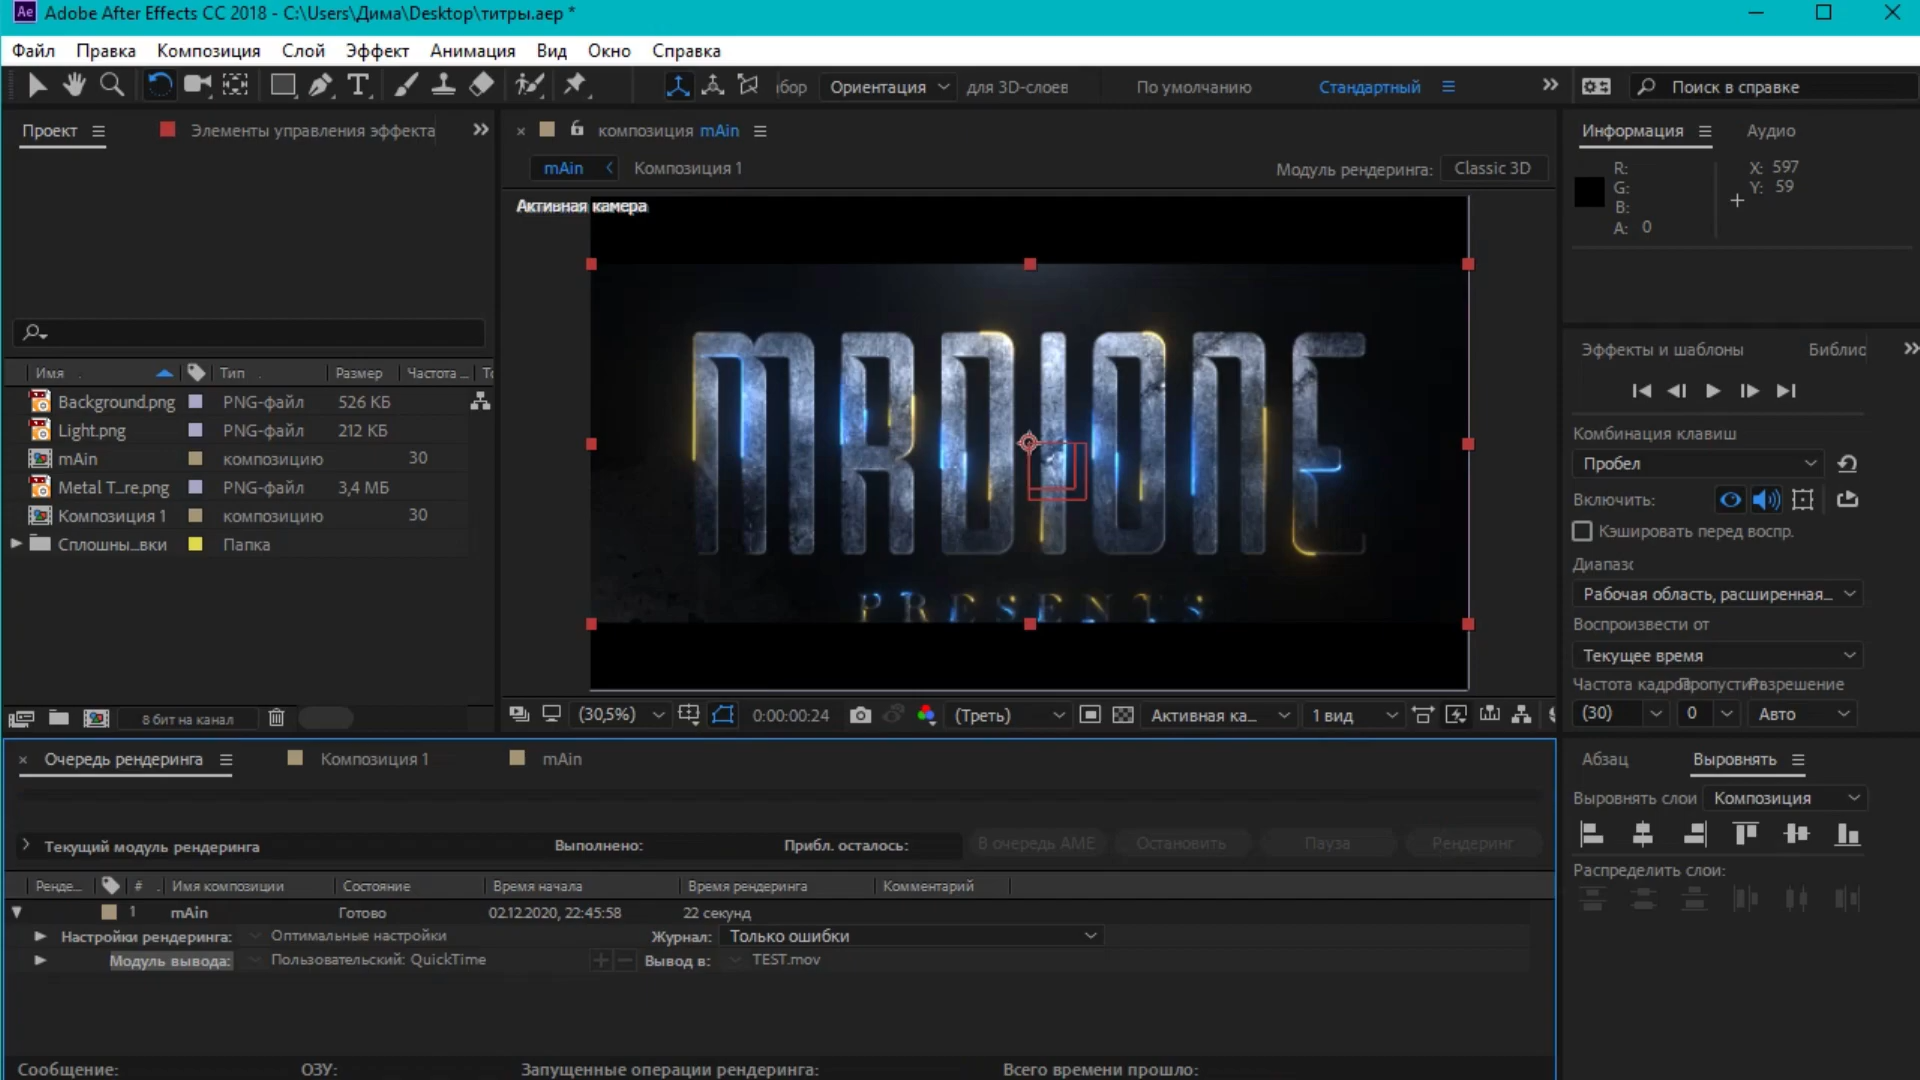 Adobe After Effects CC 2018 - C:\Users\Дима\Desktop\титры.aep *
Файл Правка Композиция Слой Эффект Анимация Вид Окно Справка
Ориентация для 3D-слоев По умолчанию Стандартный Поиск в справке
Проект Элементы управления эффекта композиция mAin Информация Аудио
mAin Композиция 1 Модуль рендеринга: Classic 3D
R: G: B: A: 0 X: 597 Y: 59
Активная камера
MRDIONE
PRESENTS
Имя Тип Размер Частота ...
Background.png PNG-файл 526 КБ
Light.png PNG-файл 212 КБ
mAin композицию 30
Metal T...re.png PNG-файл 3,4 МБ
Композиция 1 композицию 30
Сплошны...вки Папка
8 бит на канал
(30,5%) 0:00:00:24 (Треть) Активная ка... 1 вид
Эффекты и шаблоны
Комбинация клавиш
Пробел
Включить:
Кэшировать перед воспр.
Рабочая область, расширенная...
Воспроизвести от
Текущее время
Частота кадров Пропустить Разрешение
(30) 0 Авто
Очередь рендеринга Композиция 1 mAin
Текущий модуль рендеринга Выполнено: Прибл. осталось: В очередь AME Остановить Пауза Рендеринг
Ренде... # Имя композиции Состояние Время начала Время рендеринга Комментарий
1 mAin Готово 02.12.2020, 22:45:58 22 секунд
Настройки рендеринга: Оптимальные настройки Журнал: Только ошибки
Модуль вывода: Пользовательский: QuickTime Вывод в: TEST.mov
Сообщение: ОЗУ: Запущенные операции рендеринга: Всего времени прошло:
Абзац Выровнять
Выровнять слои Композиция
Распределить слои: